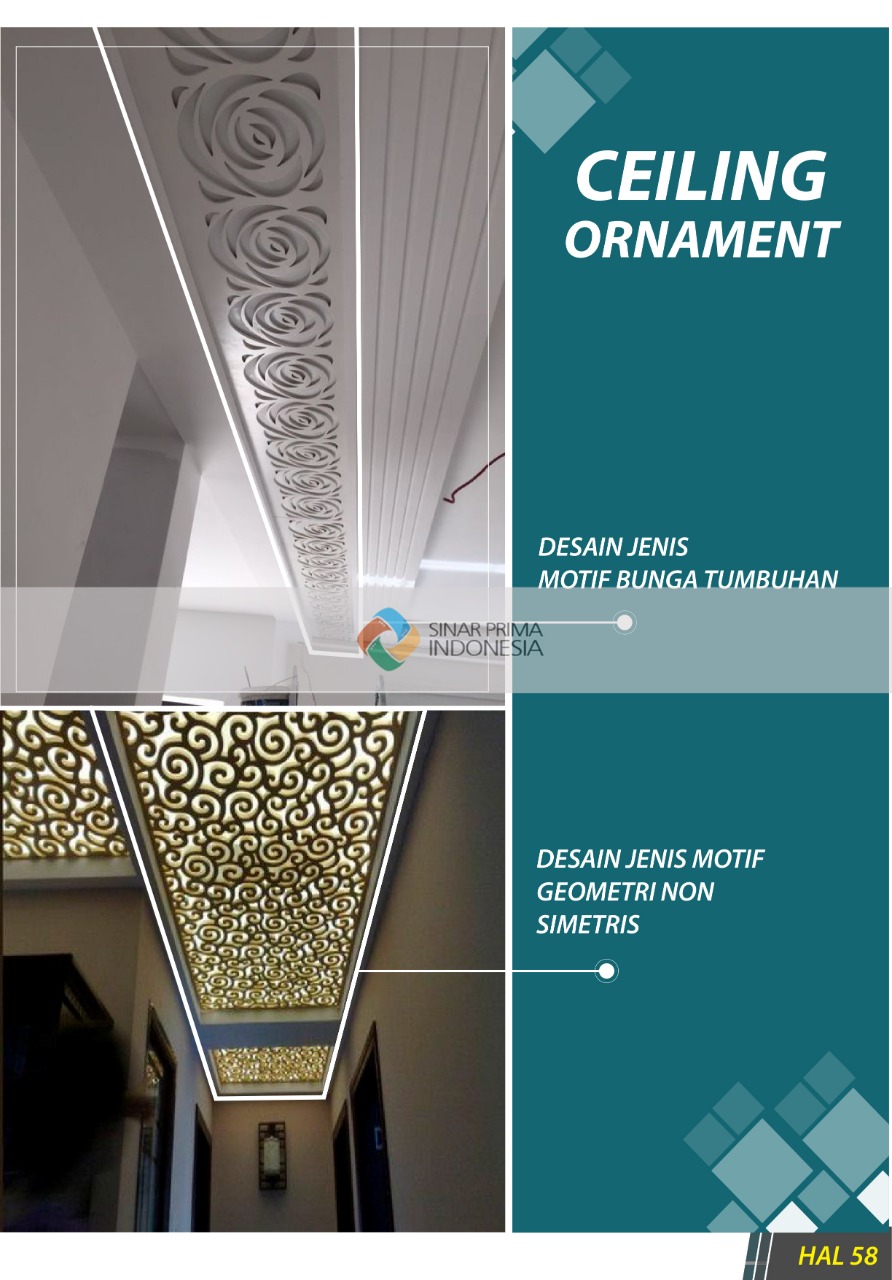 CEILING
ORNAMENT
DESAIN JENIS
MOTIF BUNGA TUMBUHAN
SINAR PRIMA
INDONESIA
DESAIN JENIS MOTIF
GEOMETRI NON
SIMETRIS
HAL 58